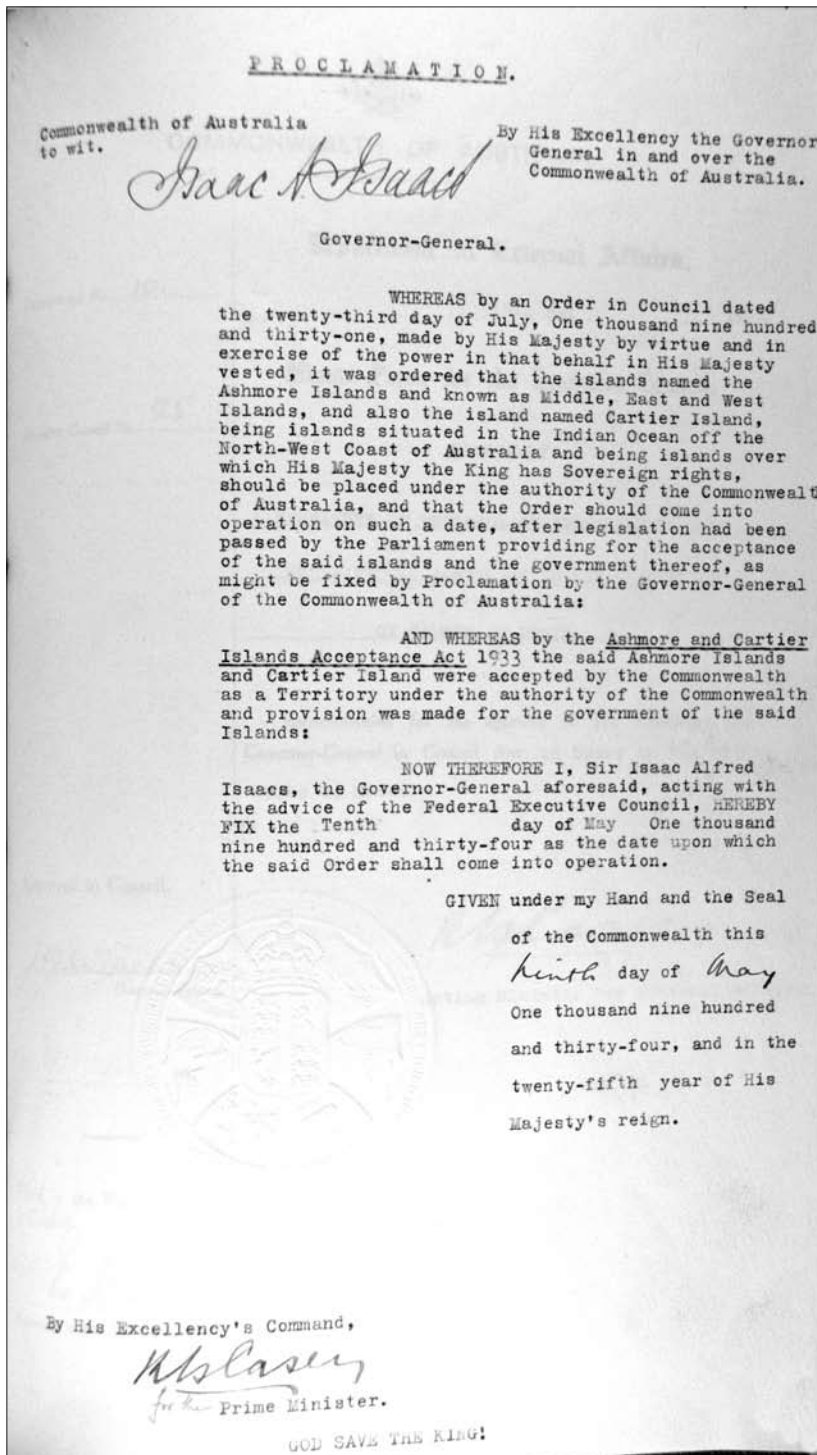 PROCLAMATION.
Commonwealth of Australia
to wit.
By His Excellency the Governor
General in and over the
Commonwealth of Australia.
Isaac A. Isaacs
Governor-General.
WHEREAS by an Order in Council dated
the twenty-third day of July, One thousand nine hundred
and thirty-one, made by His Majesty by virtue and in
exercise of the power in that behalf in His Majesty
vested, it was ordered that the islands named the
Ashmore Islands and known as Middle, East and West
Islands, and also the island named Cartier Island,
being islands situated in the Indian Ocean off the
North-West Coast of Australia and being islands over
which His Majesty the King has Sovereign rights,
should be placed under the authority of the Commonwealt
of Australia, and that the Order should come into
operation on such a date, after legislation had been
passed by the Parliament providing for the acceptance
of the said islands and the government thereof, as
might be fixed by Proclamation by the Governor-General
of the Commonwealth of Australia:
AND WHEREAS by the Ashmore and Cartier
Islands Acceptance Act 1933 the said Ashmore Islands
and Cartier Island were accepted by the Commonwealth
as a Territory under the authority of the Commonwealth
and provision was made for the government of the said
Islands:
NOW THEREFORE I, Sir Isaac Alfred
Isaacs, the Governor-General aforesaid, acting with
the advice of the Federal Executive Council, HEREBY
FIX the Tenth day of May One thousand
nine hundred and thirty-four as the date upon which
the said Order shall come into operation.
GIVEN under my Hand and the Seal
of the Commonwealth this
ninth day of May
One thousand nine hundred
and thirty-four, and in the
twenty-fifth year of His
Majesty's reign.
By His Excellency's Command,
R G Casey
for the Prime Minister.
GOD SAVE THE KING!